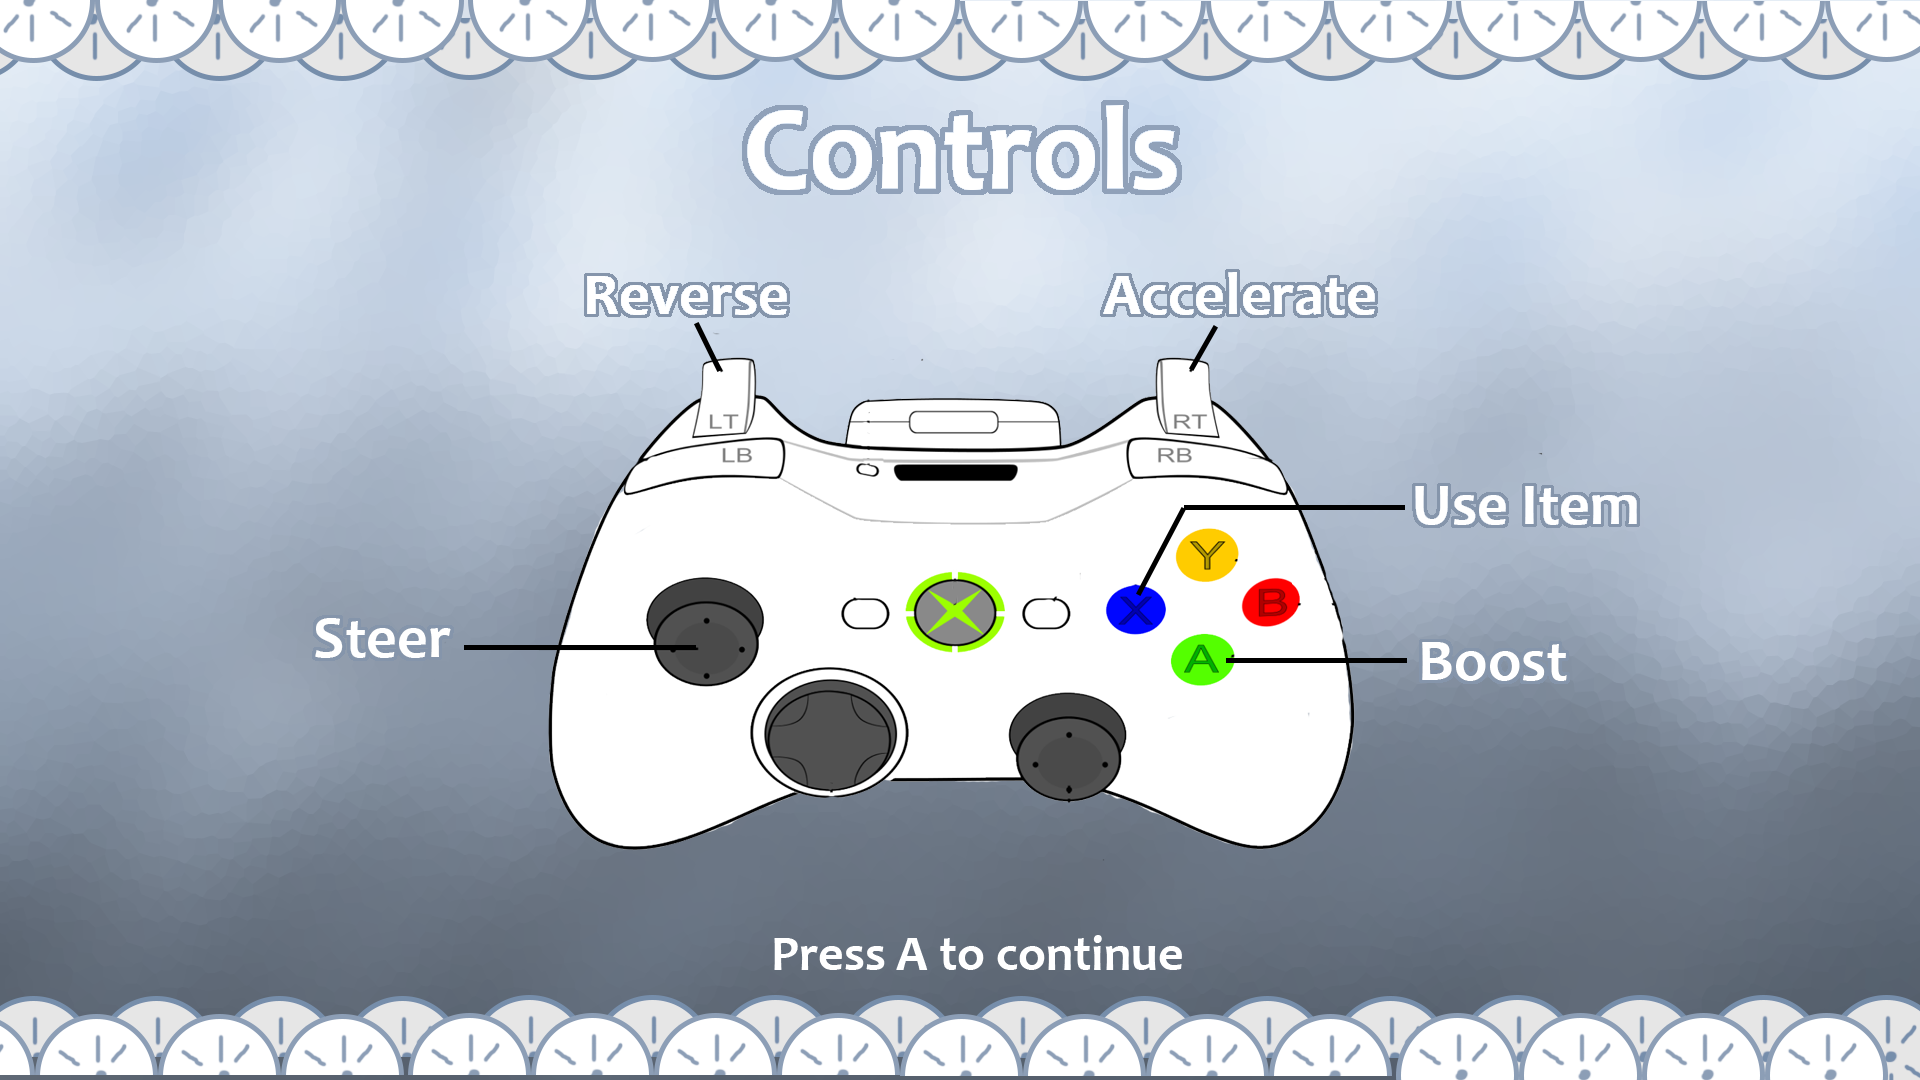 Controls
Reverse
Accelerate
LT
RT
LB
RB
Use Item
Y
X
B
Steer
A
Boost
Press A to continue